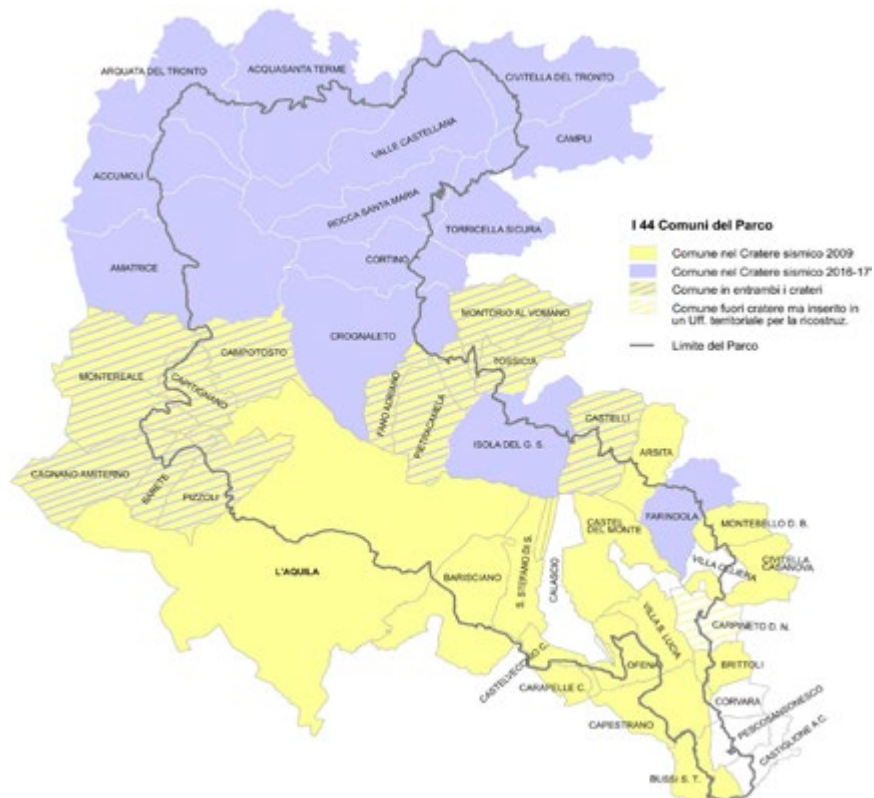 ARQUATA DEL TRONTO
ACQUASANTA TERME
CIVITELLA DEL TRONTO
VALLE CASTELLANA
CAMPLI
ACCUMOLI
ROCCA SANTA MARIA
TORRICELLA SICURA
I 44 Comuni del Parco
Comune nel Cratere sismico 2009
Comune nel Cratere sismico 2016-17"
Comune in entrambi i crateri
Comune fuori cratere ma inserito in
un Uff. territoriale per la ricostruz.
Limite del Parco
CORTINO
AMATRICE
MONTORIO AL VOMANO
CROGNALETO
CAMPOTOSTO
TOSSICIA
MONTEREALE
CAPITIGNANO
FANO ADRIANO
PIETRACAMELA
CASTELLI
ISOLA DEL G. S.
ARSITA
CAGNANO AMITERNO
BARETE
PIZZOLI
CASTEL
DEL MONTE
FARINDOLA
MONTEBELLO D. B.
L'AQUILA
BARISCIANO
S. STEFANO DI S.
CALASCIO
VILLA CELIERA
CIVITELLA
CASANOVA
VILLA S. LUCIA
CARPINETO D. N.
CASTELVECCHIO C.
OFENA
BRITTOLI
CARAPELLE C.
CORVARA
CAPESTRANO
PESCOSANSONESCO
CASTIGLIONE A C.
BUSSI S. T.